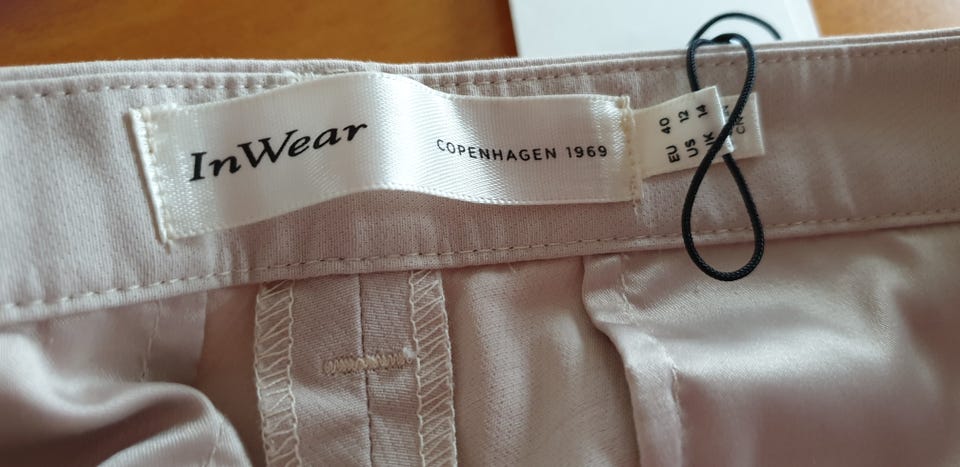 InWear
COPENHAGEN 1969
EU 40
US 12
UK 14